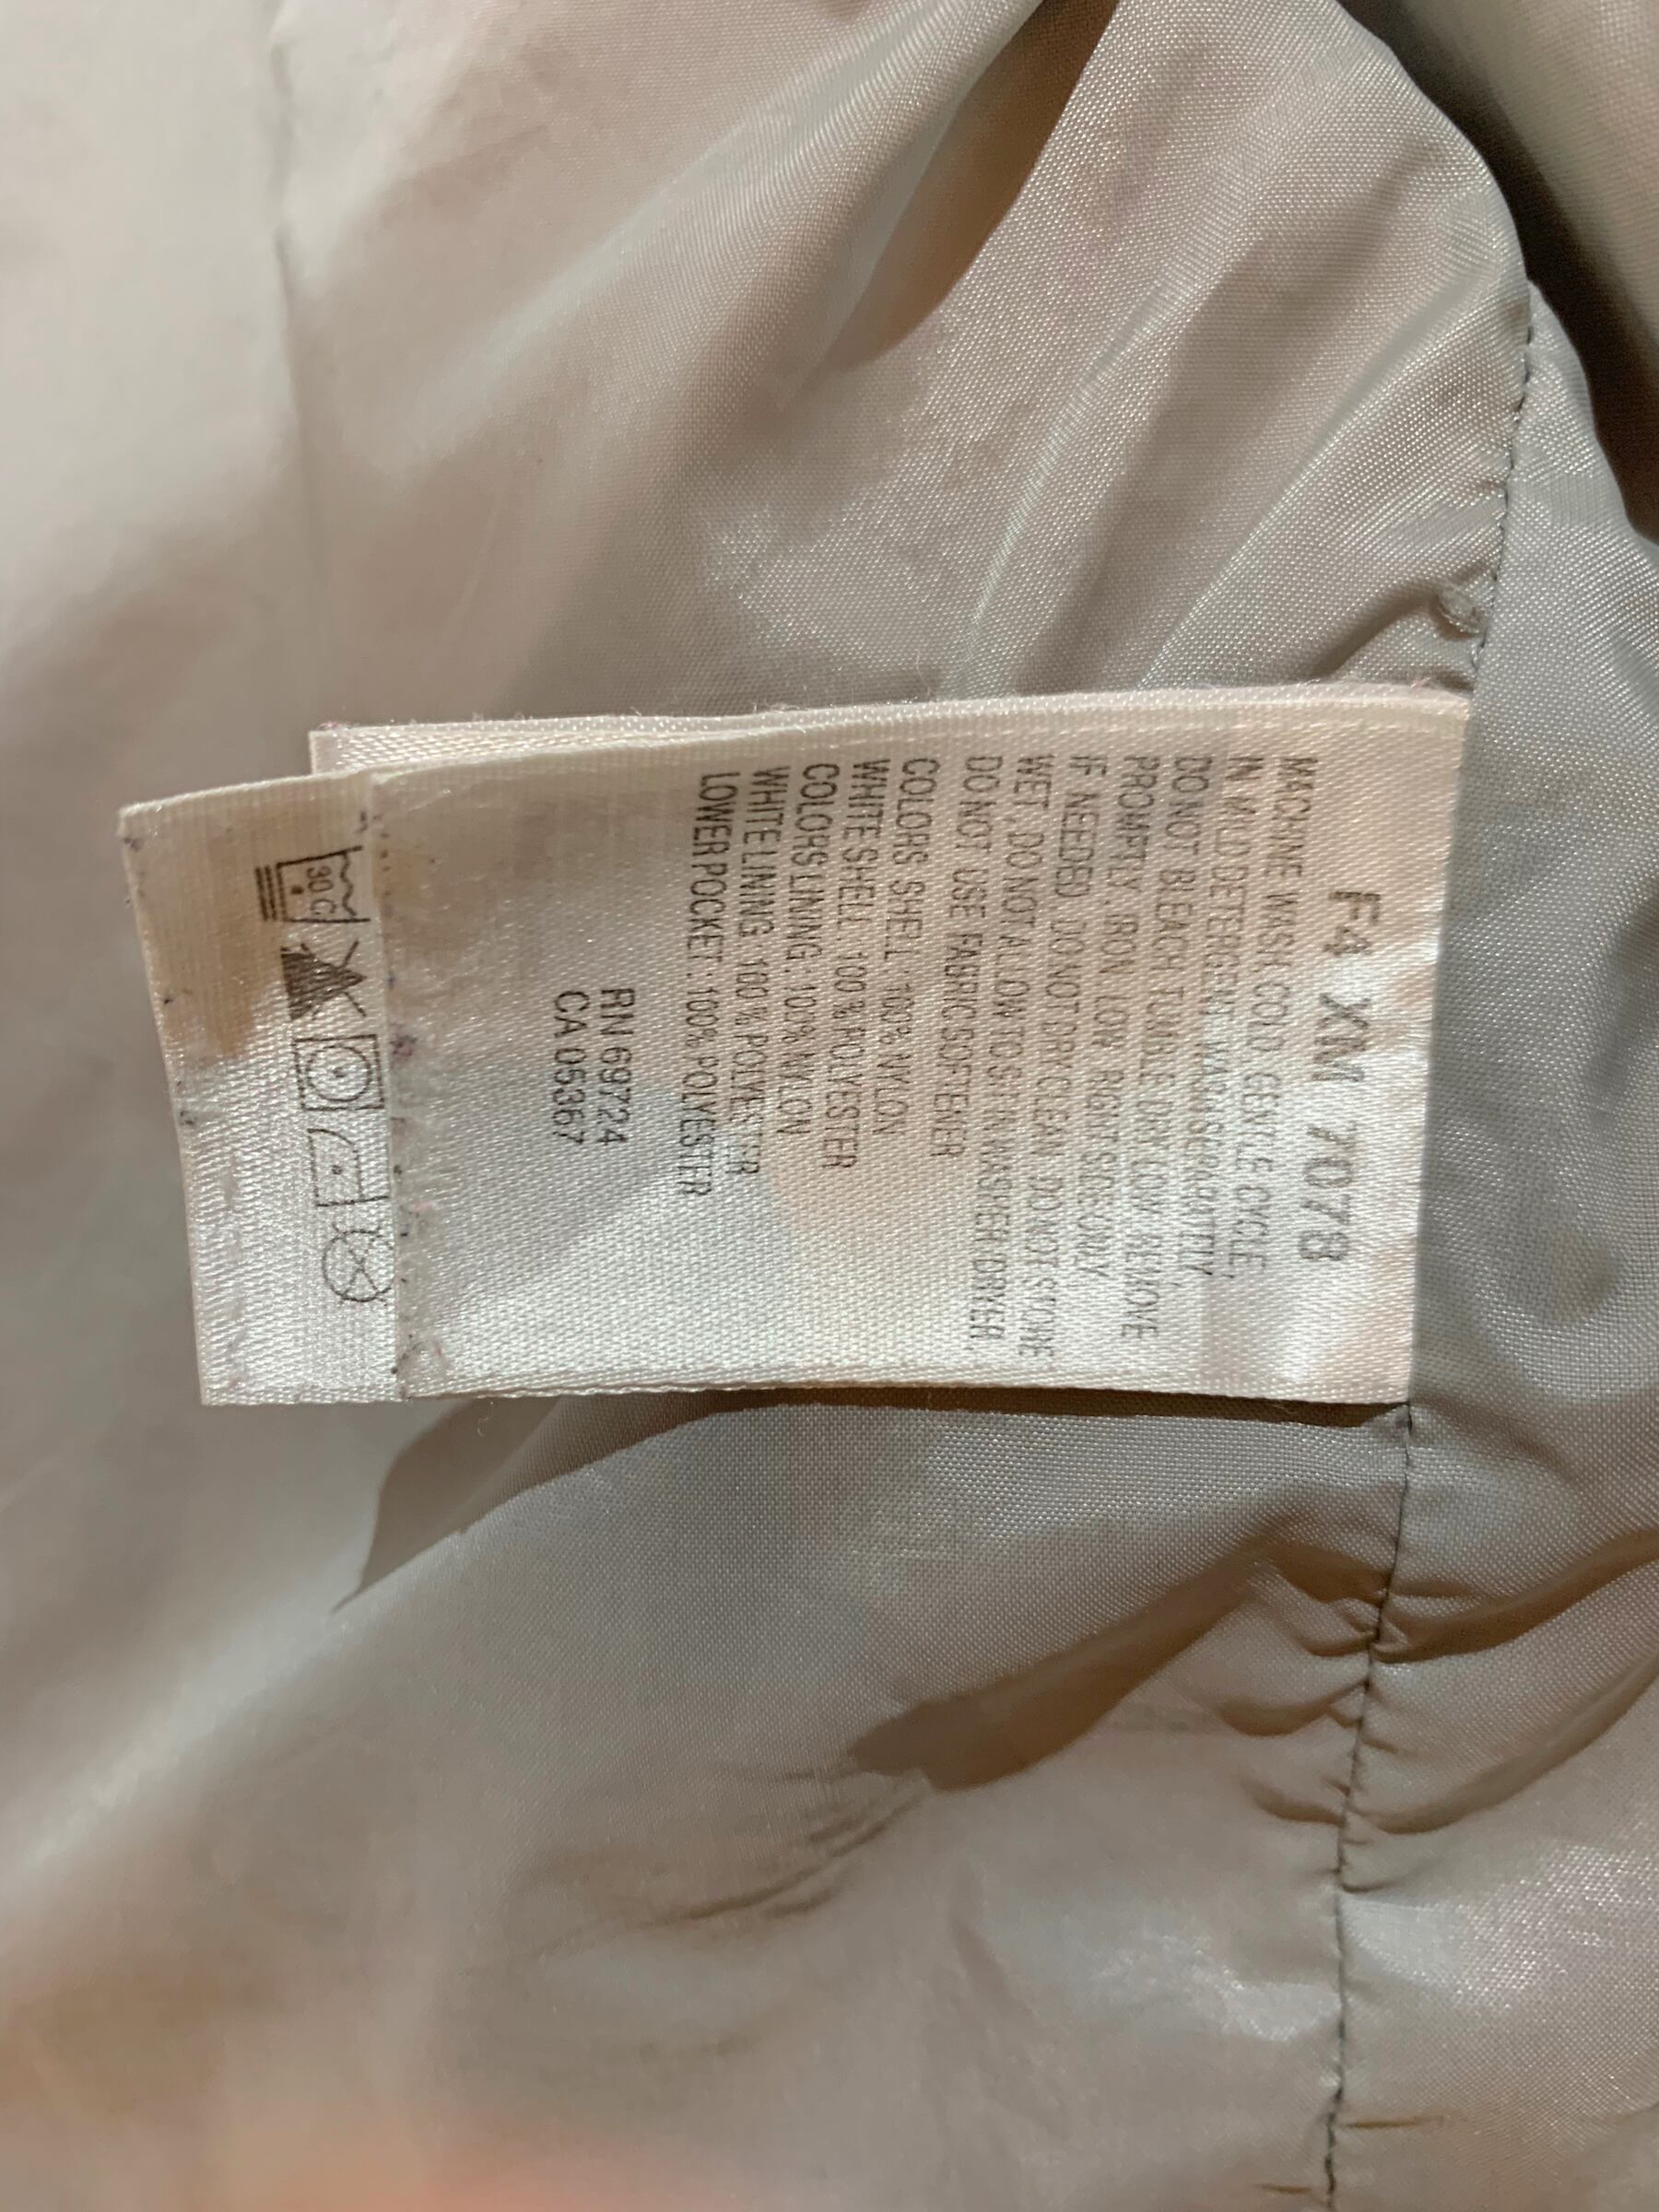 F4 XM 7078
MACHINE WASH, COLD, GENTLE CYCLE,
IN MILD DETERGENT, WASH SEPARATELY,
DO NOT BLEACH TUMBLE DRY LOW, REMOVE
PROMPTLY. IRON LOW RIGHT SIDE ONLY
IF NEEDED. DO NOT DRYCLEAN. DO NOT STORE
WET, DO NOT ALLOW TO SIT IN WASHER, DRYER.
DO NOT USE FABRIC SOFTENER
COLORS SHELL: 100% NYLON
WHITE SHELL: 100% POLYESTER
COLORS LINING: 100% NYLON
WHITE LINING: 100% POLYESTER
LOWER POCKET: 100% POLYESTER
RN 69724
CA 05367
30 C